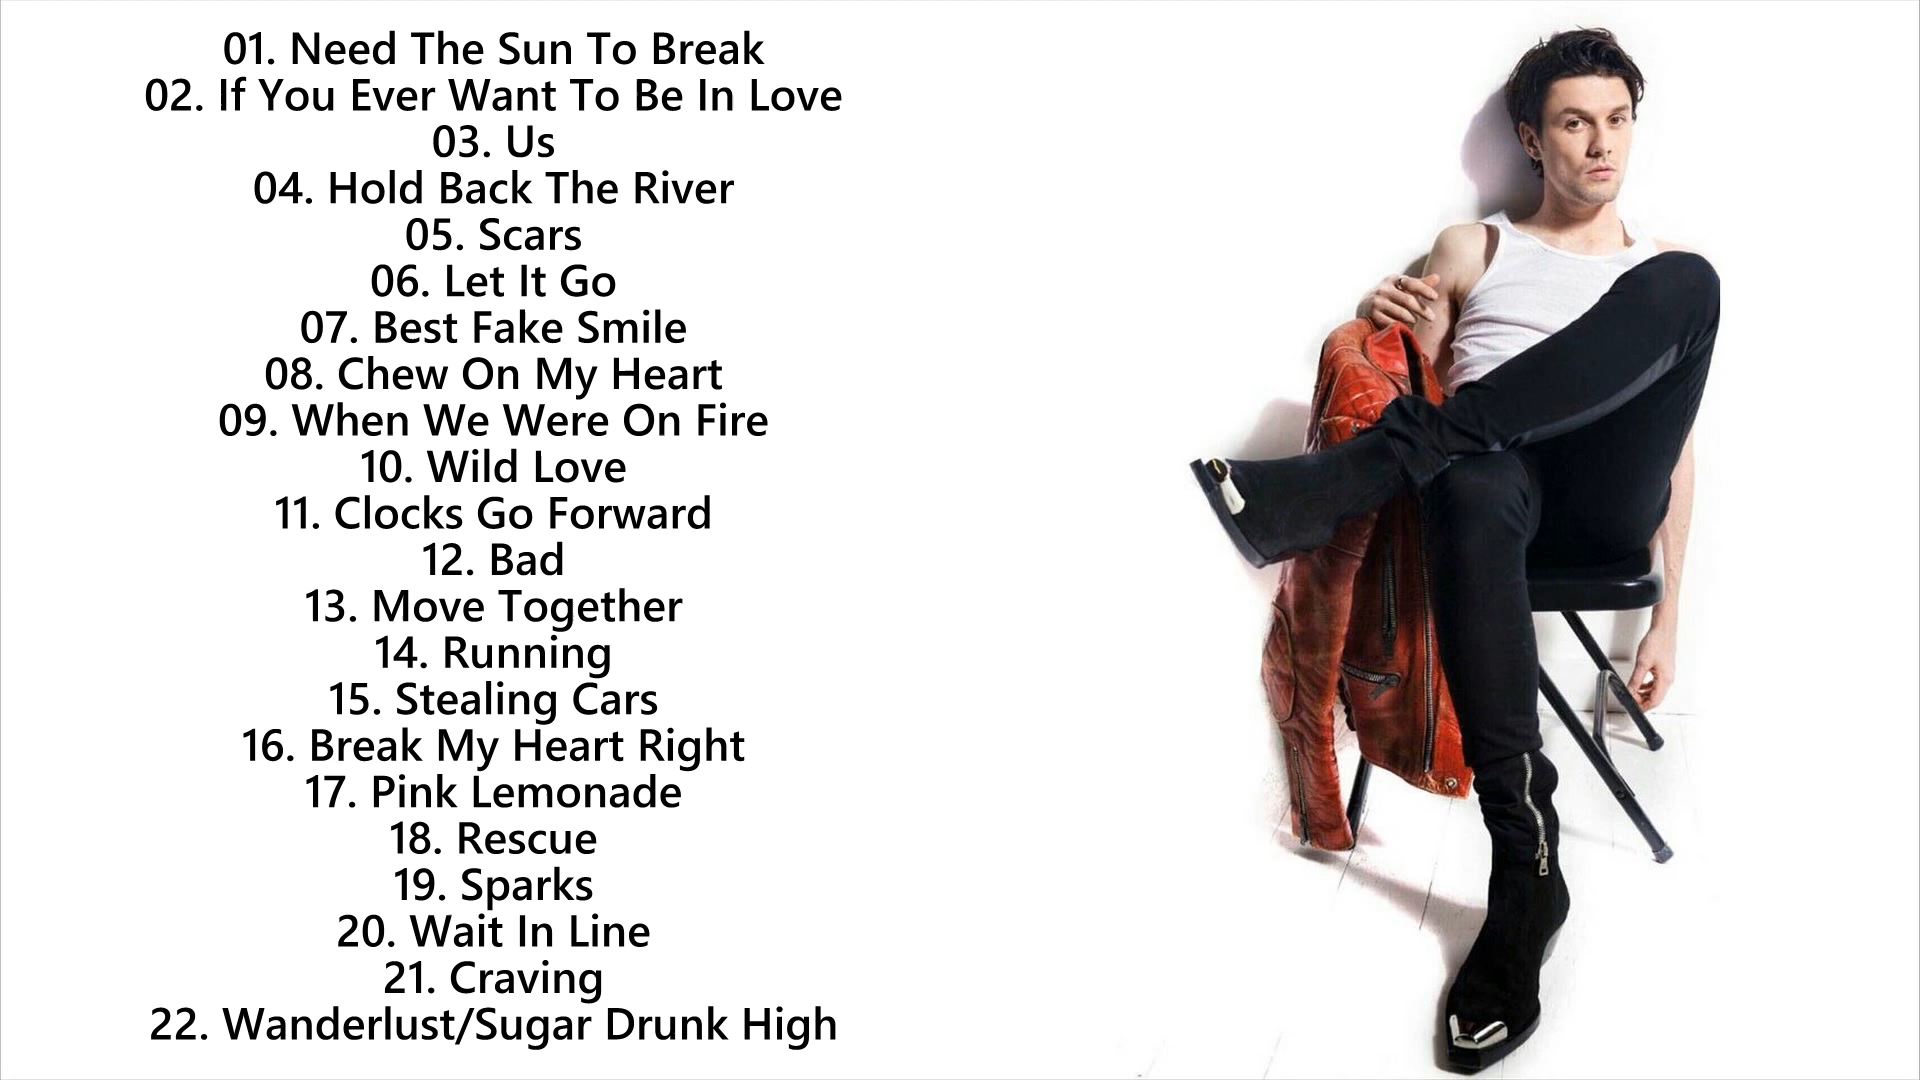 01. Need The Sun To Break
02. If You Ever Want To Be In Love
03. Us
04. Hold Back The River
05. Scars
06. Let It Go
07. Best Fake Smile
08. Chew On My Heart
09. When We Were On Fire
10. Wild Love
11. Clocks Go Forward
12. Bad
13. Move Together
14. Running
15. Stealing Cars
16. Break My Heart Right
17. Pink Lemonade
18. Rescue
19. Sparks
20. Wait In Line
21. Craving
22. Wanderlust/Sugar Drunk High